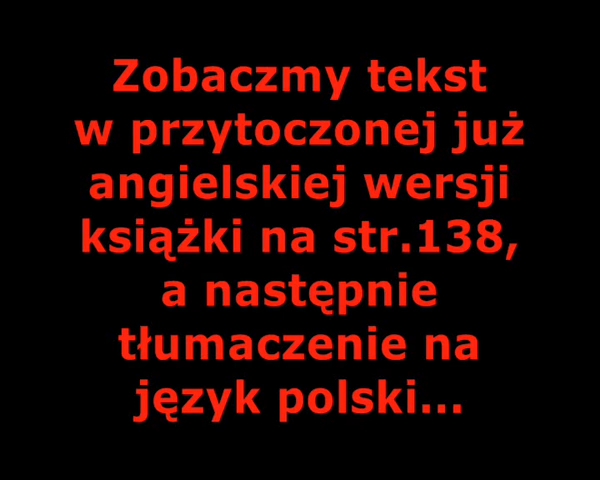 Zobaczmy tekst
w przytoczonej już
angielskiej wersji
książki na str.138,
a następnie
tłumaczenie na
język polski...